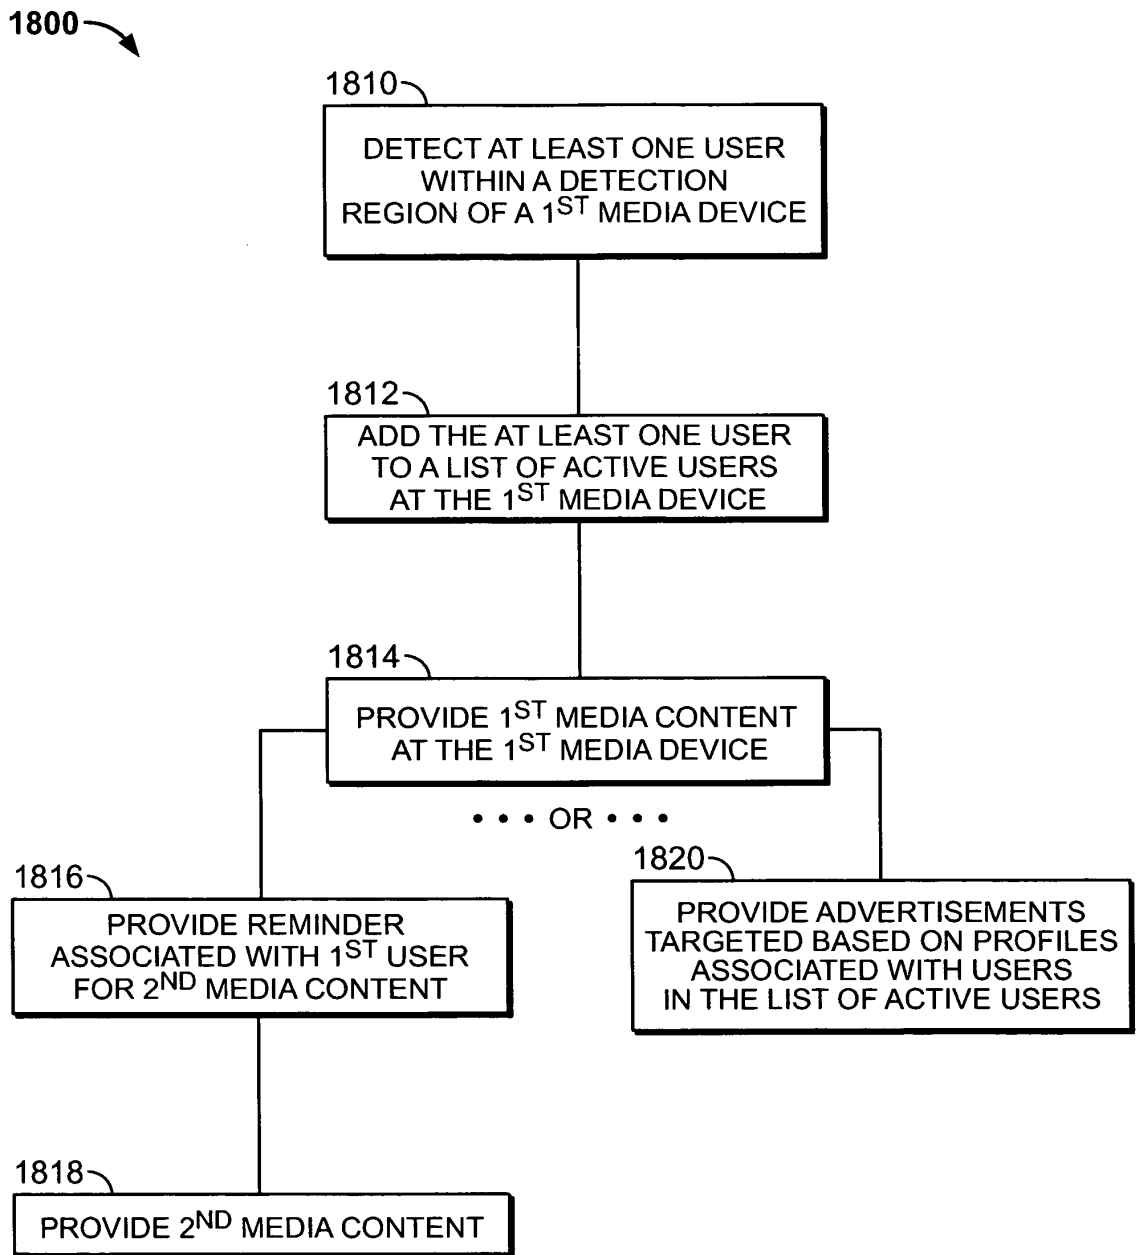 1800
1810
DETECT AT LEAST ONE USER
WITHIN A DETECTION
REGION OF A 1ST MEDIA DEVICE
1812
ADD THE AT LEAST ONE USER
TO A LIST OF ACTIVE USERS
AT THE 1ST MEDIA DEVICE
1814
PROVIDE 1ST MEDIA CONTENT
AT THE 1ST MEDIA DEVICE
• • • OR • • •
1816
PROVIDE REMINDER
ASSOCIATED WITH 1ST USER
FOR 2ND MEDIA CONTENT
1820
PROVIDE ADVERTISEMENTS
TARGETED BASED ON PROFILES
ASSOCIATED WITH USERS
IN THE LIST OF ACTIVE USERS
1818
PROVIDE 2ND MEDIA CONTENT